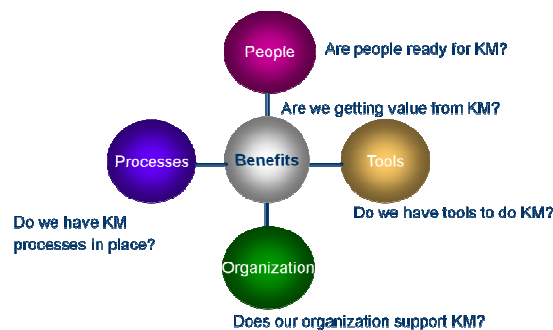 People
Are people ready for KM?
Are we getting value from KM?
Processes
Benefits
Tools
Do we have KM
processes in place?
Do we have tools to do KM?
Organization
Does our organization support KM?